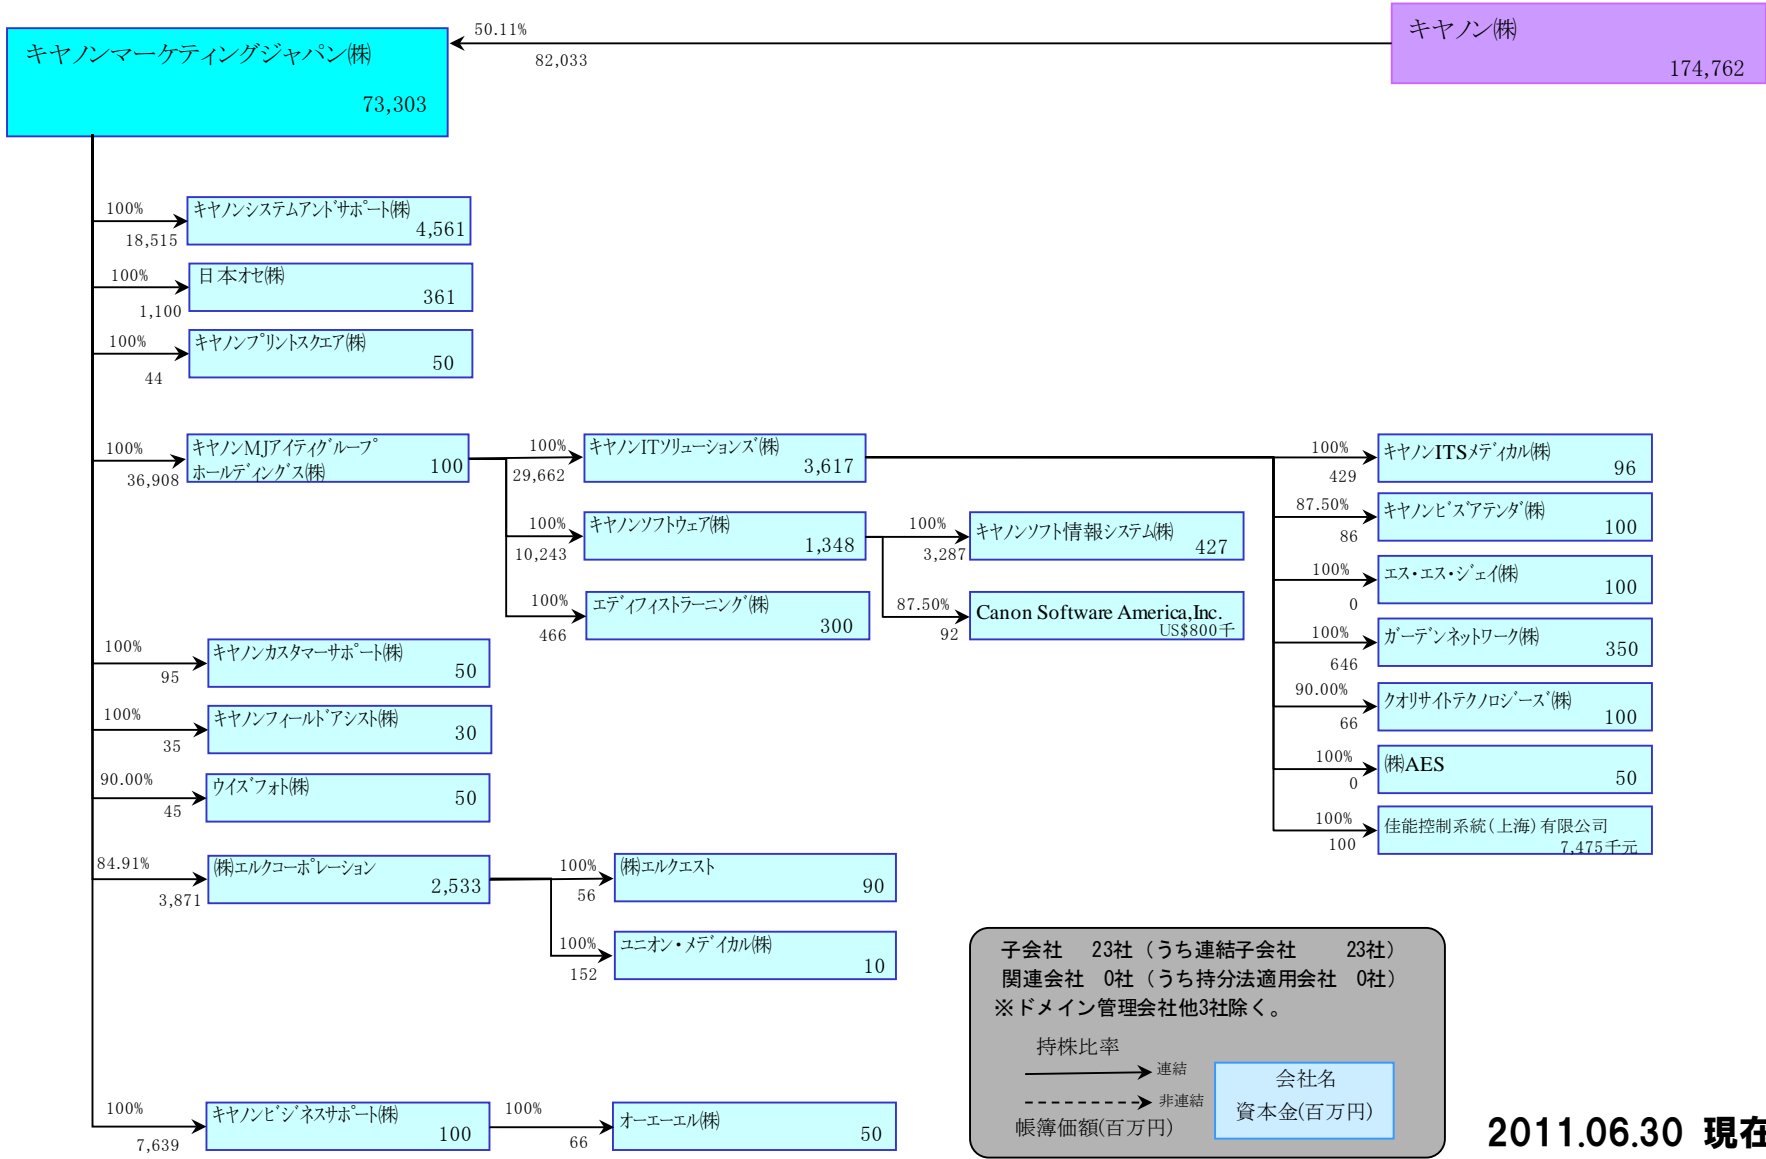 キヤノンマーケティングジャパン㈱
73,303
50.11%
82,033
キヤノン㈱
174,762
100%
18,515
キヤノンシステムアンドサポート㈱
4,561
100%
1,100
日本オセ㈱
361
100%
44
キヤノンプリントスクエア㈱
50
100%
36,908
キヤノンMJアイティグループ
ホールディングス㈱
100
100%
29,662
キヤノンITソリューションズ㈱
3,617
100%
10,243
キヤノンソフトウェア㈱
1,348
100%
466
エディフィストラーニング㈱
300
100%
3,287
キヤノンソフト情報システム㈱
427
87.50%
92
Canon Software America,Inc.
US$800千
100%
429
キヤノンITSメディカル㈱
96
87.50%
86
キヤノンビズアテンダ㈱
100
100%
0
エス・エス・ジェイ㈱
100
100%
646
ガーデンネットワーク㈱
350
90.00%
66
クオリサイトテクノロジーズ㈱
100
100%
0
㈱AES
50
100%
100
佳能控制系統(上海)有限公司
7,475千元
100%
95
キヤノンカスタマーサポート㈱
50
100%
35
キヤノンフィールドアシスト㈱
30
90.00%
45
ウイズフォト㈱
50
84.91%
3,871
㈱エルクコーポレーション
2,533
100%
56
㈱エルクエスト
90
100%
152
ユニオン・メデイカル㈱
10
100%
7,639
キヤノンビジネスサポート㈱
100
100%
66
オーエーエル㈱
50
子会社 23社(うち連結子会社 23社)
関連会社 0社(うち持分法適用会社 0社)
※ドメイン管理会社他3社除く。
持株比率
連結
非連結
帳簿価額(百万円)
会社名
資本金(百万円)
2011.06.30 現在